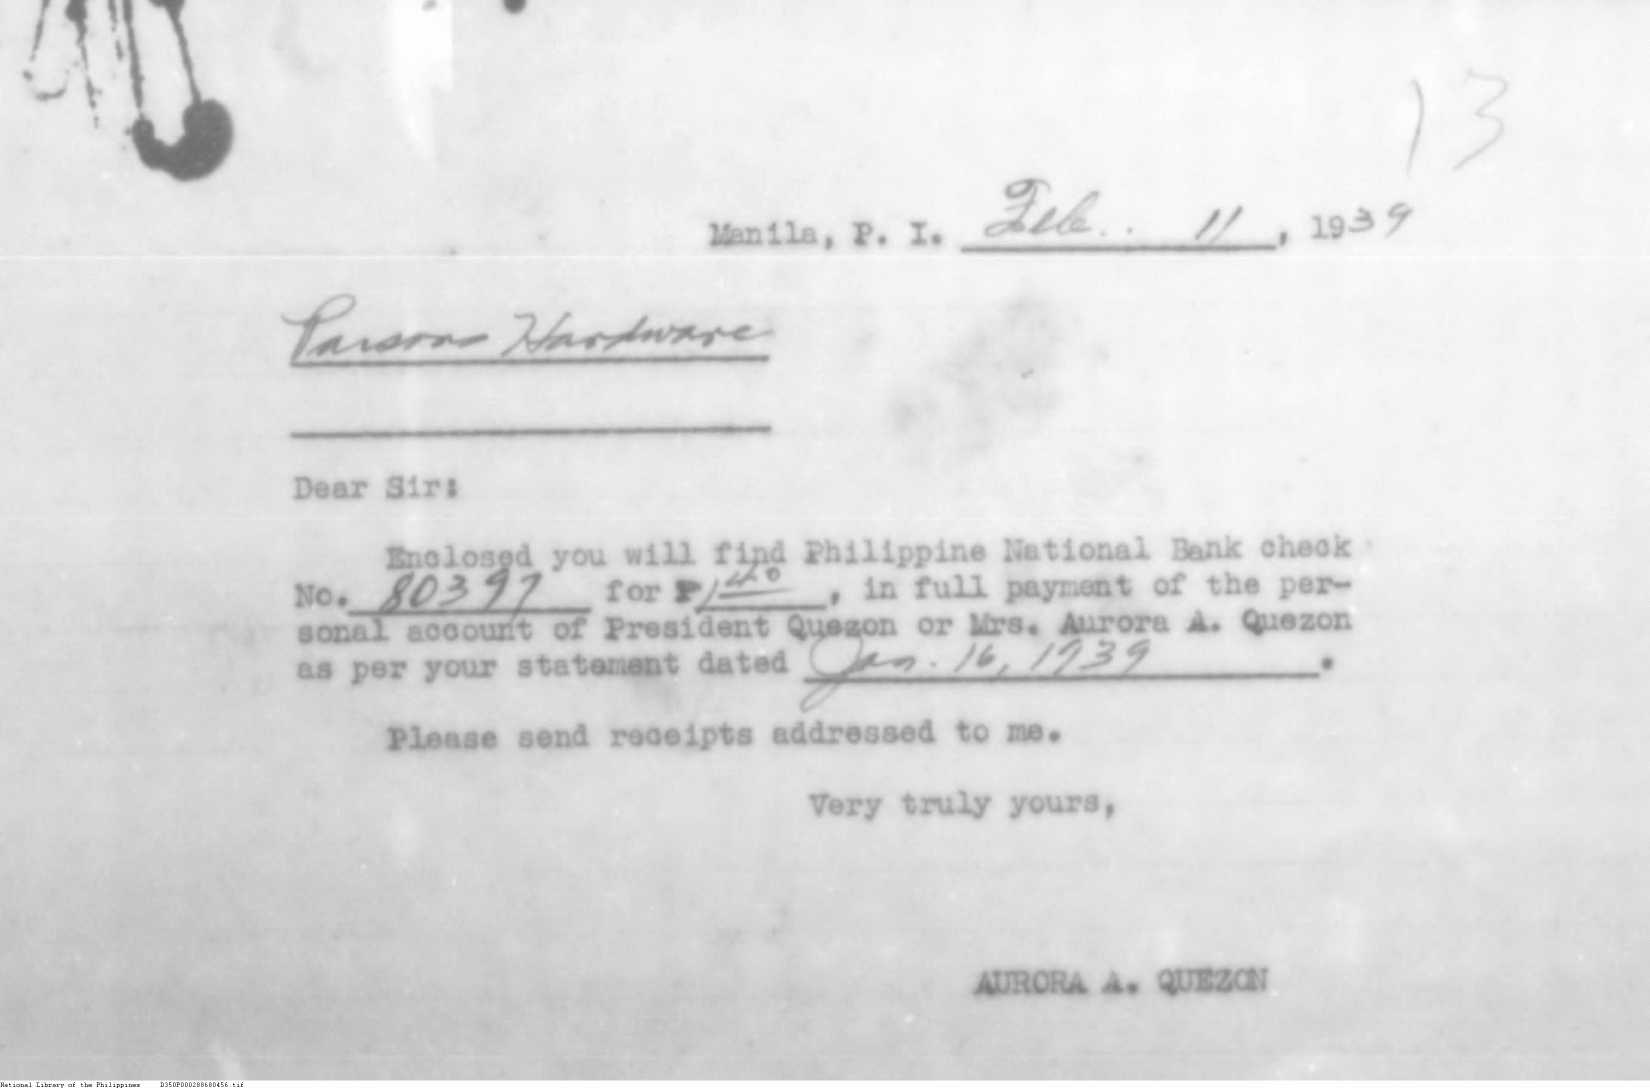 13
Manila, P. I. Feb. 11, 1939
Parsons Hardware
Dear Sir:
Enclosed you will find Philippine National Bank check
No. 80397 for ₱1 40, in full payment of the per-
sonal account of President Quezon or Mrs. Aurora A. Quezon
as per your statement dated Jan. 16, 1939.
Please send receipts addressed to me.
Very truly yours,
AURORA A. QUEZON
National Library of the Philippines D350P000288680456.tif